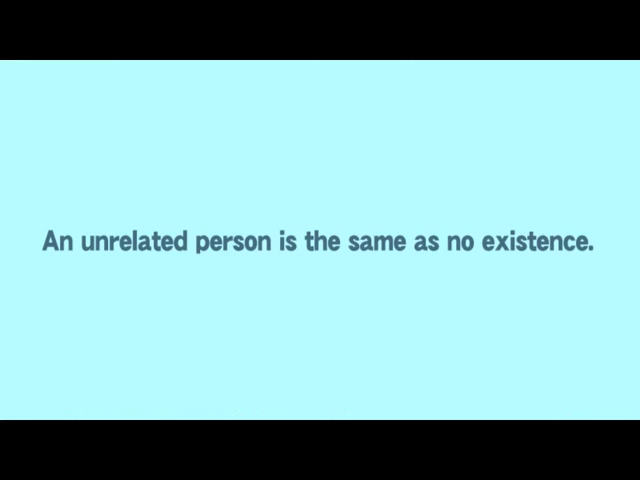 An unrelated person is the same as no existence.